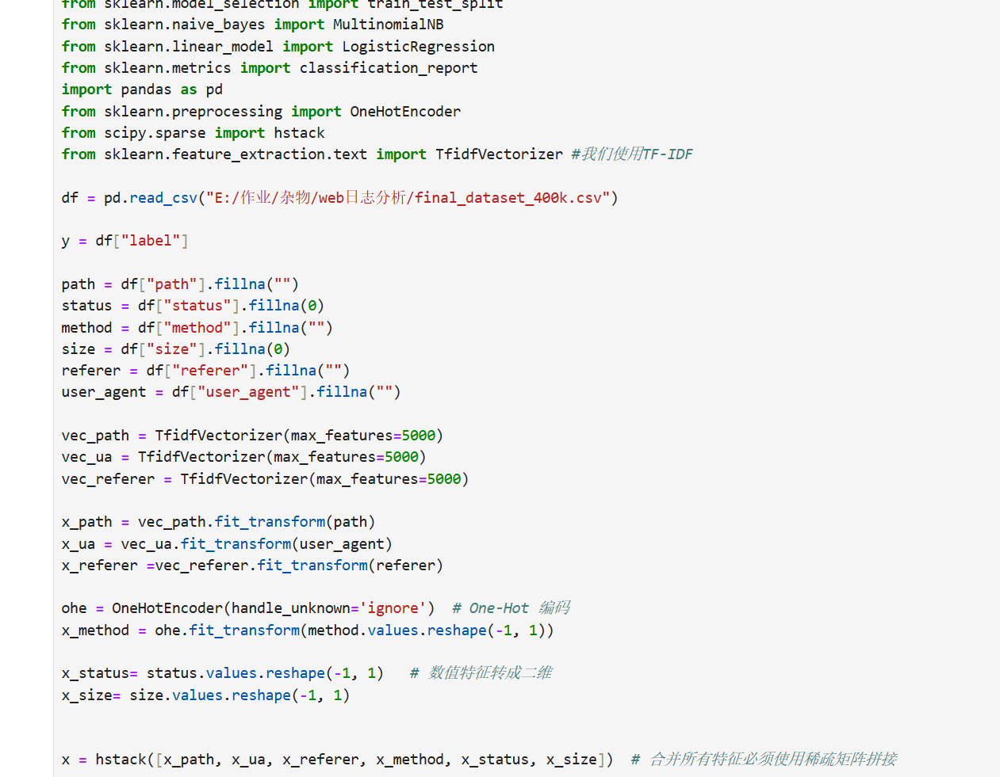 from sklearn.model_selection import train_test_split
from sklearn.naive_bayes import MultinomialNB
from sklearn.linear_model import LogisticRegression
from sklearn.metrics import classification_report
import pandas as pd
from sklearn.preprocessing import OneHotEncoder
from scipy.sparse import hstack
from sklearn.feature_extraction.text import TfidfVectorizer #我们使用TF-IDF
df = pd.read_csv("E:/作业/杂物/web日志分析/final_dataset_400k.csv")
y = df["label"]
path = df["path"].fillna("")
status = df["status"].fillna(0)
method = df["method"].fillna("")
size = df["size"].fillna(0)
referer = df["referer"].fillna("")
user_agent = df["user_agent"].fillna("")
vec_path = TfidfVectorizer(max_features=5000)
vec_ua = TfidfVectorizer(max_features=5000)
vec_referer = TfidfVectorizer(max_features=5000)
x_path = vec_path.fit_transform(path)
x_ua = vec_ua.fit_transform(user_agent)
x_referer =vec_referer.fit_transform(referer)
ohe = OneHotEncoder(handle_unknown='ignore')  # One-Hot 编码
x_method = ohe.fit_transform(method.values.reshape(-1, 1))
x_status= status.values.reshape(-1, 1)   # 数值特征转成二维
x_size= size.values.reshape(-1, 1)
x = hstack([x_path, x_ua, x_referer, x_method, x_status, x_size])  # 合并所有特征必须使用稀疏矩阵拼接